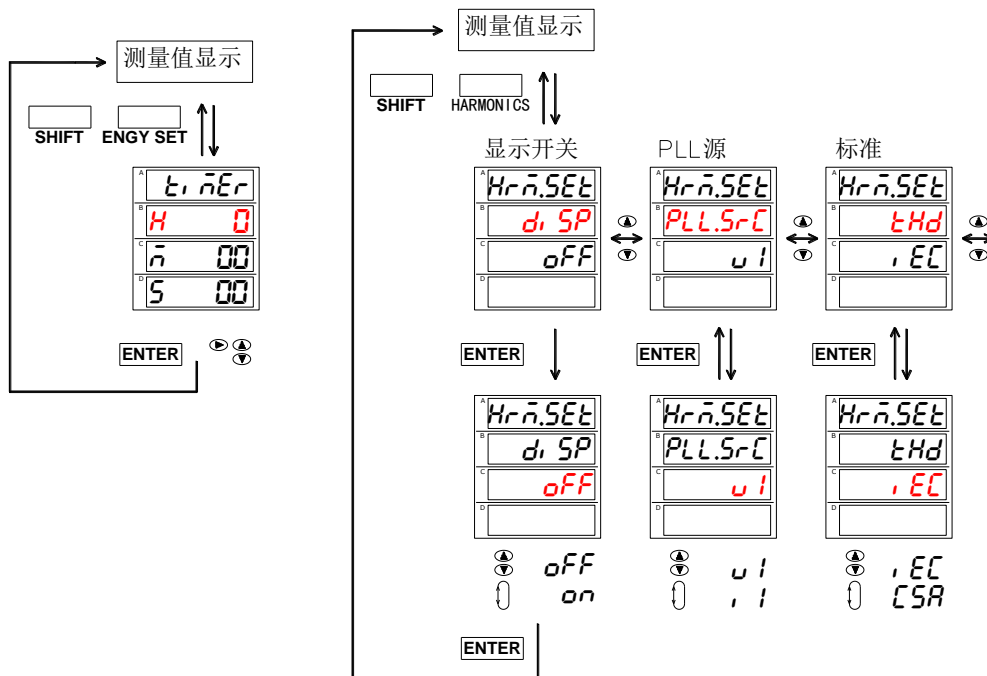 测量值显示
SHIFT ENGY SET
A timEr
B H 0
C m 00
D S 00
ENTER
测量值显示
SHIFT HARMONICS
显示开关 PLL源 标准
A Hrm.SEt A Hrm.SEt A Hrm.SEt
B diSP B PLL.SrC B tHd
C oFF C u1 C iEC
D D D
ENTER ENTER ENTER
A Hrm.SEt A Hrm.SEt A Hrm.SEt
B diSP B PLL.SrC B tHd
C oFF C u1 C iEC
D D D
oFF u1 iEC
on i1 CSA
ENTER